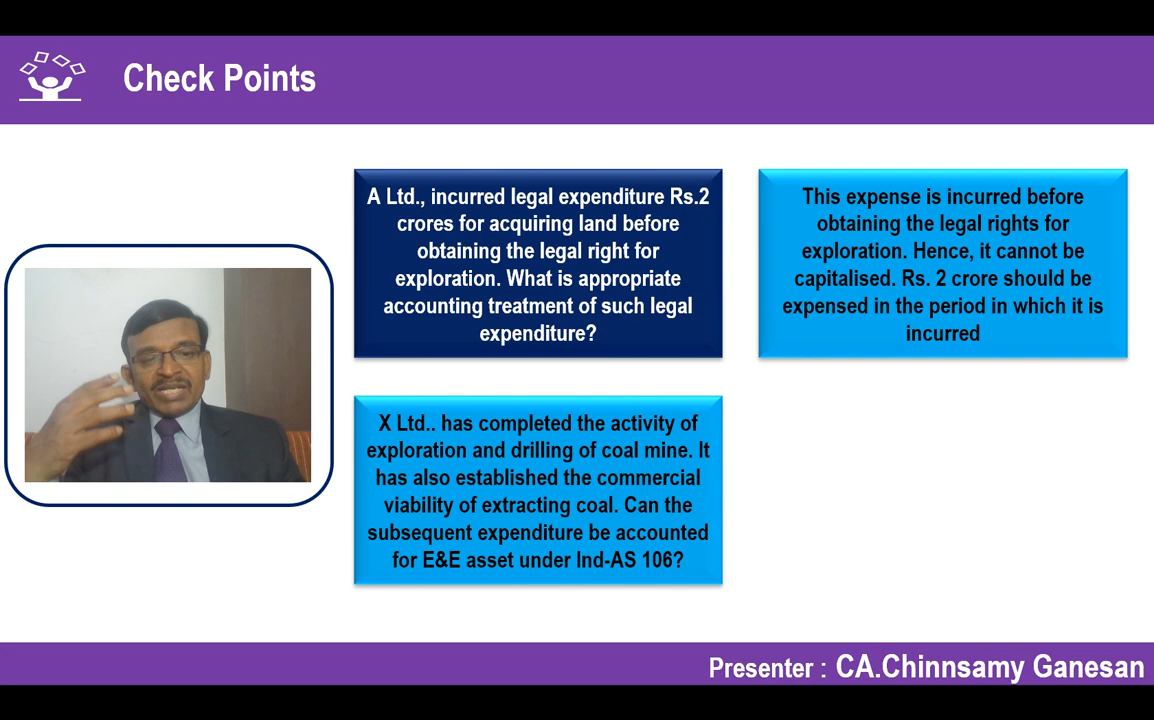 Check Points
A Ltd., incurred legal expenditure Rs.2
crores for acquiring land before
obtaining the legal right for
exploration. What is appropriate
accounting treatment of such legal
expenditure?
This expense is incurred before
obtaining the legal rights for
exploration. Hence, it cannot be
capitalised. Rs. 2 crore should be
expensed in the period in which it is
incurred
X Ltd.. has completed the activity of
exploration and drilling of coal mine. It
has also established the commercial
viability of extracting coal. Can the
subsequent expenditure be accounted
for E&E asset under Ind-AS 106?
Presenter : CA.Chinnsamy Ganesan